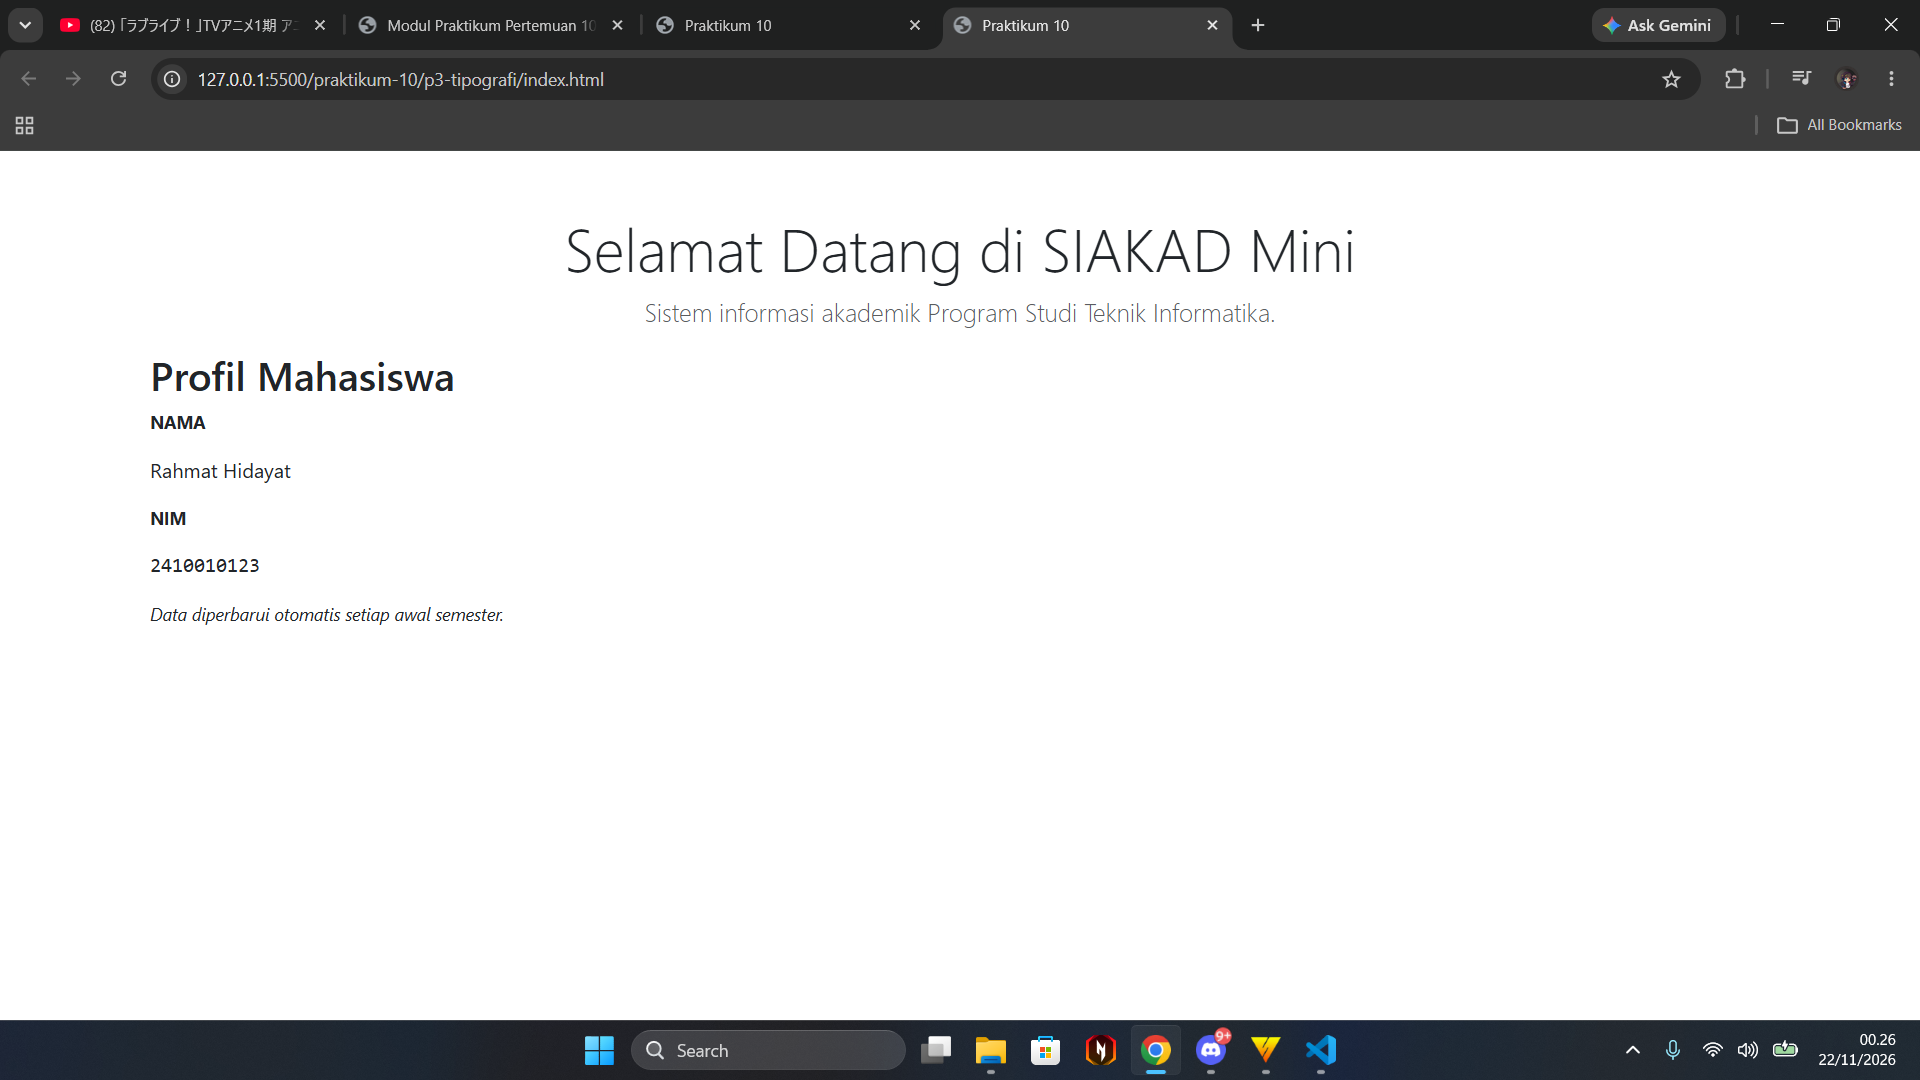 (82) 「ラブライブ！」TVアニメ1期
Modul Praktikum Pertemuan 10
Praktikum 10
Praktikum 10
Ask Gemini
127.0.0.1:5500/praktikum-10/p3-tipografi/index.html
All Bookmarks
Selamat Datang di SIAKAD Mini
Sistem informasi akademik Program Studi Teknik Informatika.
Profil Mahasiswa
NAMA
Rahmat Hidayat
NIM
2410010123
Data diperbarui otomatis setiap awal semester.
Search
9+
00.26
22/11/2026